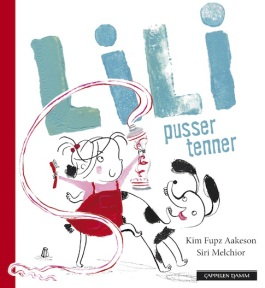 LiLi
pusser
tenner
Kim Fupz Aakeson
Siri Melchior
CAPPELEN DAMM